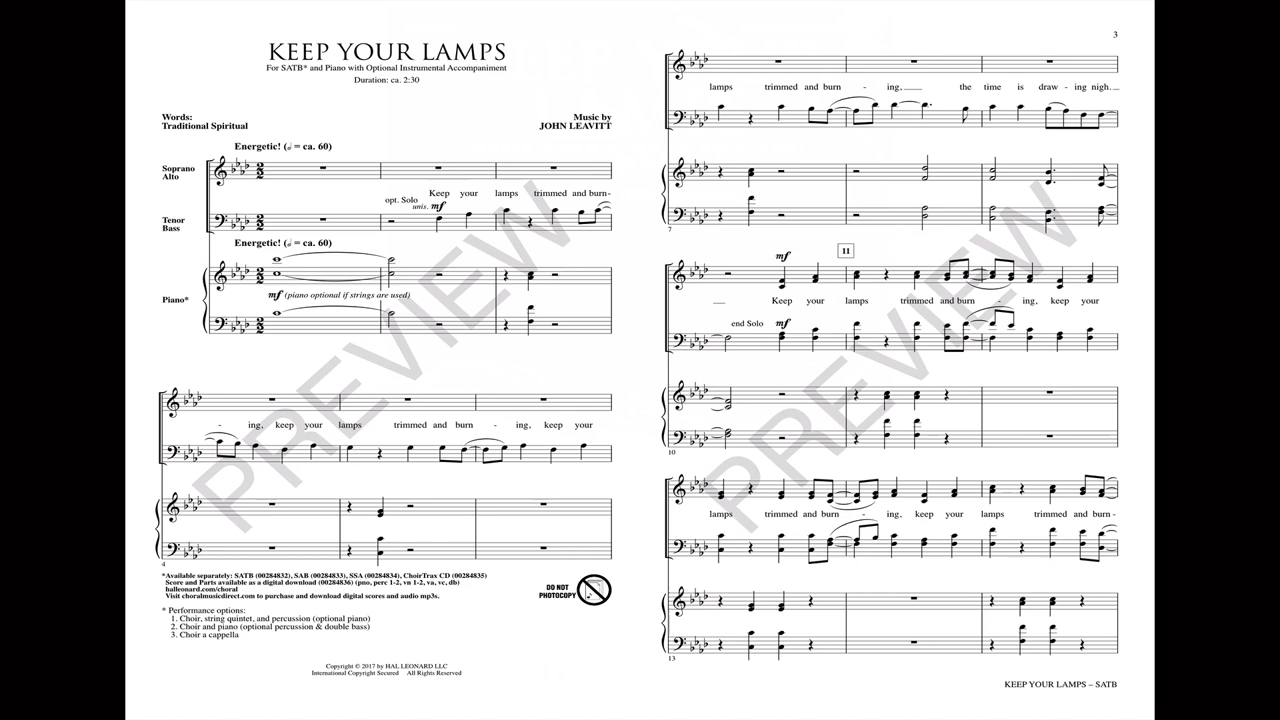 KEEP YOUR LAMPS
For SATB* and Piano with Optional Instrumental Accompaniment
Duration: ca. 2:30
Words:
Traditional Spiritual
Music by
JOHN LEAVITT
Energetic! (𝅗𝅥 = ca. 60)
Soprano
Alto
Keep your lamps trimmed and burn-
opt. Solo
unis. mf
Tenor
Bass
Energetic! (𝅗𝅥 = ca. 60)
mf (piano optional if strings are used)
Piano*
- ing, keep your lamps trimmed and burn - ing, keep your
4
*Available separately: SATB (00284832), SAB (00284833), SSA (00284834), ChoirTrax CD (00284835)
Score and Parts available as a digital download (00284836) (pno, perc 1-2, vn 1-2, va, vc, db)
halleonard.com/choral
Visit choralmusicdirect.com to purchase and download digital scores and audio mp3s.
DO NOT
PHOTOCOPY
* Performance options:
1. Choir, string quintet, and percussion (optional piano)
2. Choir and piano (optional percussion & double bass)
3. Choir a cappella
Copyright © 2017 by HAL LEONARD LLC
International Copyright Secured All Rights Reserved
PREVIEW
3
lamps trimmed and burn - ing, the time is draw - ing nigh.
7
mf
11
Keep your lamps trimmed and burn - ing, keep your
end Solo mf
10
lamps trimmed and burn - ing, keep your lamps trimmed and burn -
13
KEEP YOUR LAMPS – SATB
PREVIEW